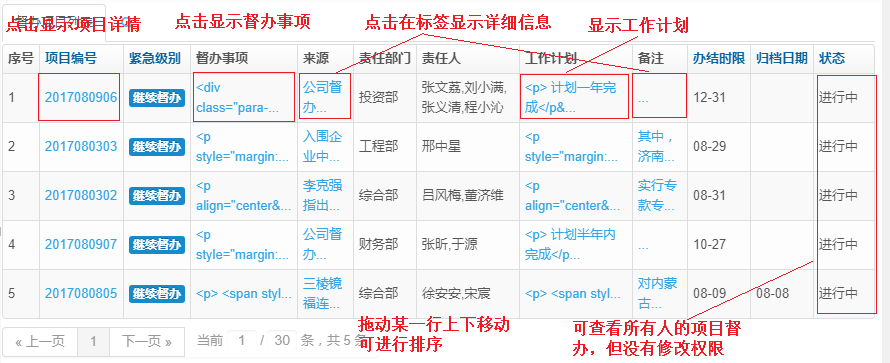 点击显示项目详情
点击显示督办事项
点击在标签显示详细信息
显示工作计划
序号 项目编号 紧急级别 督办事项 来源 责任部门 责任人 工作计划 备注 办结时限 归档日期 状态
1 2017080906 继续督办 <div class="para-... 公司督办... 投资部 张文荔,刘小满,张义清,程小沁 <p> 计划一年完成</p&... ... 12-31 进行中
2 2017080303 继续督办 <p style="margin:... 入围企业中... 工程部 邢中星 <p style="margin:... 其中，济南... 08-29 进行中
3 2017080302 继续督办 <p align="center&... 李克强指出... 综合部 吕风梅,董济维 <p align="center&... 实行专款专... 08-31 进行中
4 2017080907 继续督办 <p style="margin:... 公司督办... 财务部 张昕,于源 <p> 计划半年内完成</p... ... 10-27 进行中
5 2017080805 继续督办 <p> <span styl... 三棱镜福连... 综合部 徐安安,宋宸 <p> <span styl... 对内蒙古... 08-09 08-08 进行中
« 上一页 1 下一页 » 当前 1 / 30 条，共 5 条
拖动某一行上下移动
可进行排序
可查看所有人的项目督
办，但没有修改权限